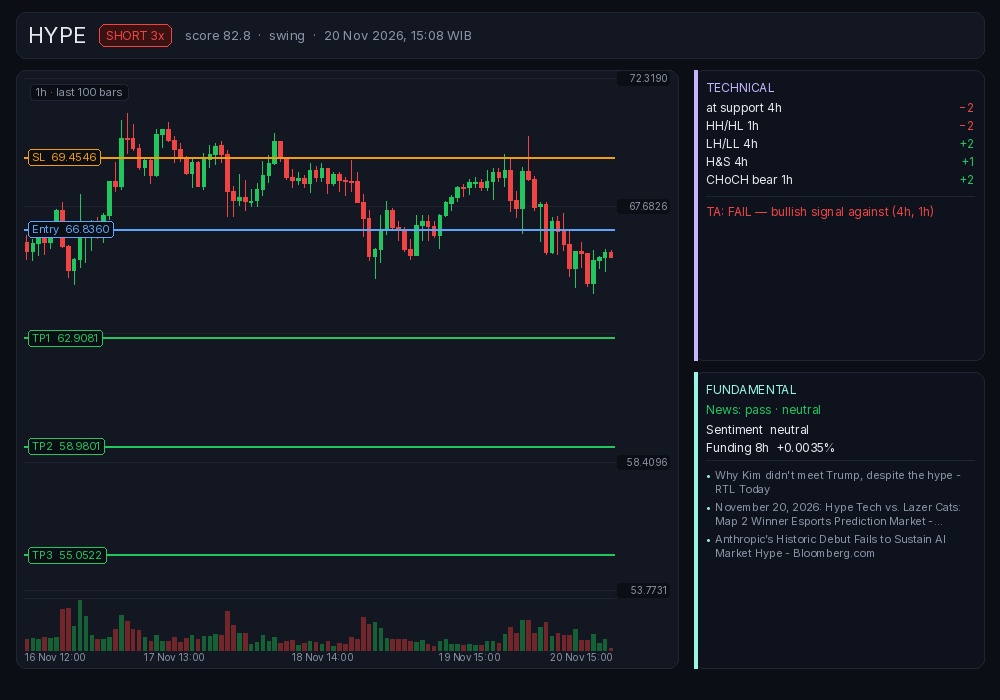 HYPE
SHORT 3x
score 82.8 · swing · 20 Nov 2026, 15:08 WIB
1h · last 100 bars
72.3190
SL 69.4546
67.6826
Entry 66.8360
TP1 62.9081
TP2 58.9801
58.4096
TP3 55.0522
53.7731
16 Nov 12:00
17 Nov 13:00
18 Nov 14:00
19 Nov 15:00
20 Nov 15:00
TECHNICAL
at support 4h −2
HH/HL 1h −2
LH/LL 4h +2
H&S 4h +1
CHoCH bear 1h +2
TA: FAIL — bullish signal against (4h, 1h)
FUNDAMENTAL
News: pass · neutral
Sentiment neutral
Funding 8h +0.0035%
• Why Kim didn't meet Trump, despite the hype -
RTL Today
• November 20, 2026: Hype Tech vs. Lazer Cats:
Map 2 Winner Esports Prediction Market -...
• Anthropic's Historic Debut Fails to Sustain AI
Market Hype - Bloomberg.com